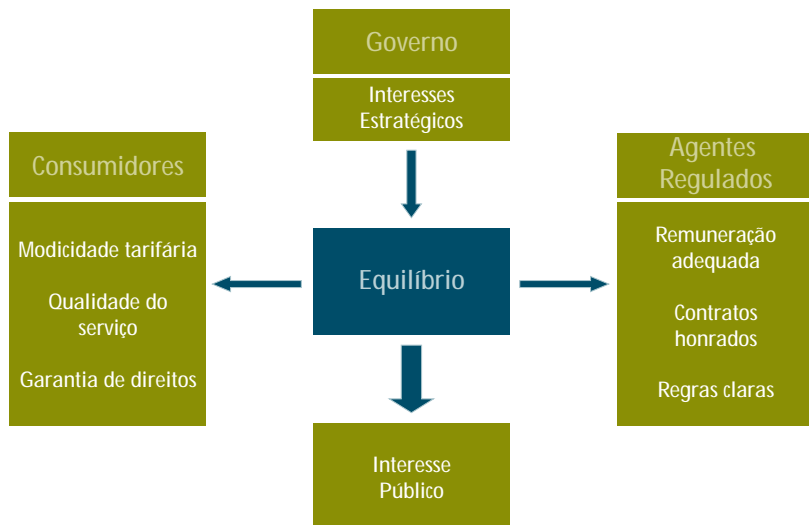 Governo
Interesses
Estratégicos
Consumidores
Modicidade tarifária
Qualidade do
serviço
Garantia de direitos
Equilíbrio
Agentes
Regulados
Remuneração
adequada
Contratos
honrados
Regras claras
Interesse
Público